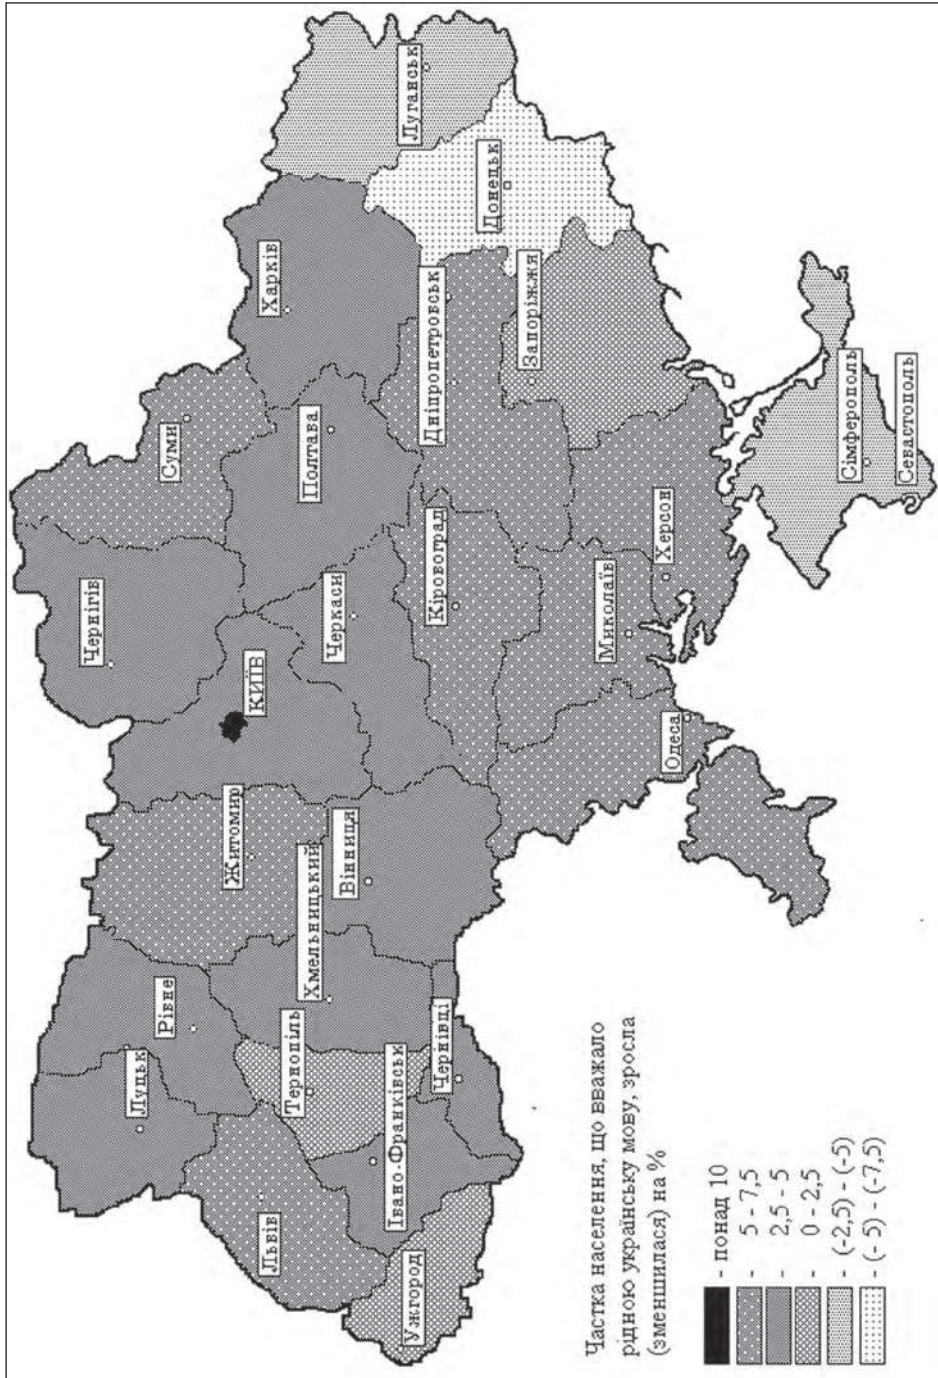 Луцьк
Рівне
Житомир
КИЇВ
Чернігів
Суми
Львів
Тернопіль
Хмельницький
Вінниця
Черкаси
Полтава
Харків
Луганськ
Ужгород
Івано-Франківськ
Чернівці
Кіровоград
Дніпропетровськ
Донецьк
Запоріжжя
Миколаїв
Херсон
Одеса
Сімферополь
Севастополь
Частка населення, що вважало
рідною українську мову, зросла
(зменшилася) на %
- понад 10
- 5 - 7,5
- 2,5 - 5
- 0 - 2,5
- (-2,5) - (-5)
- (- 5) - (-7,5)